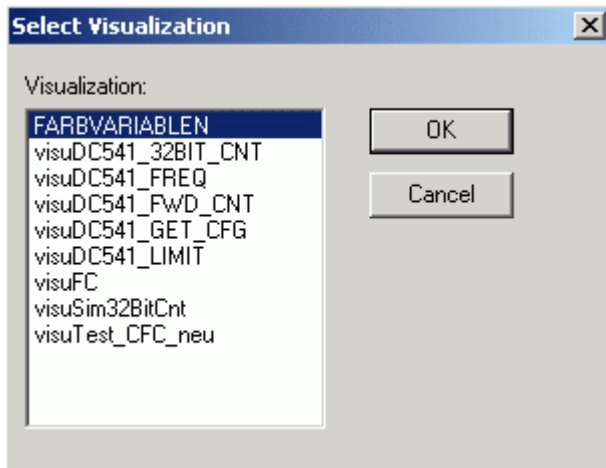 Select Visualization
Visualization:
FARBVARIABLEN
visuDC541_32BIT_CNT
visuDC541_FREQ
visuDC541_FWD_CNT
visuDC541_GET_CFG
visuDC541_LIMIT
visuFC
visuSim32BitCnt
visuTest_CFC_neu
OK
Cancel